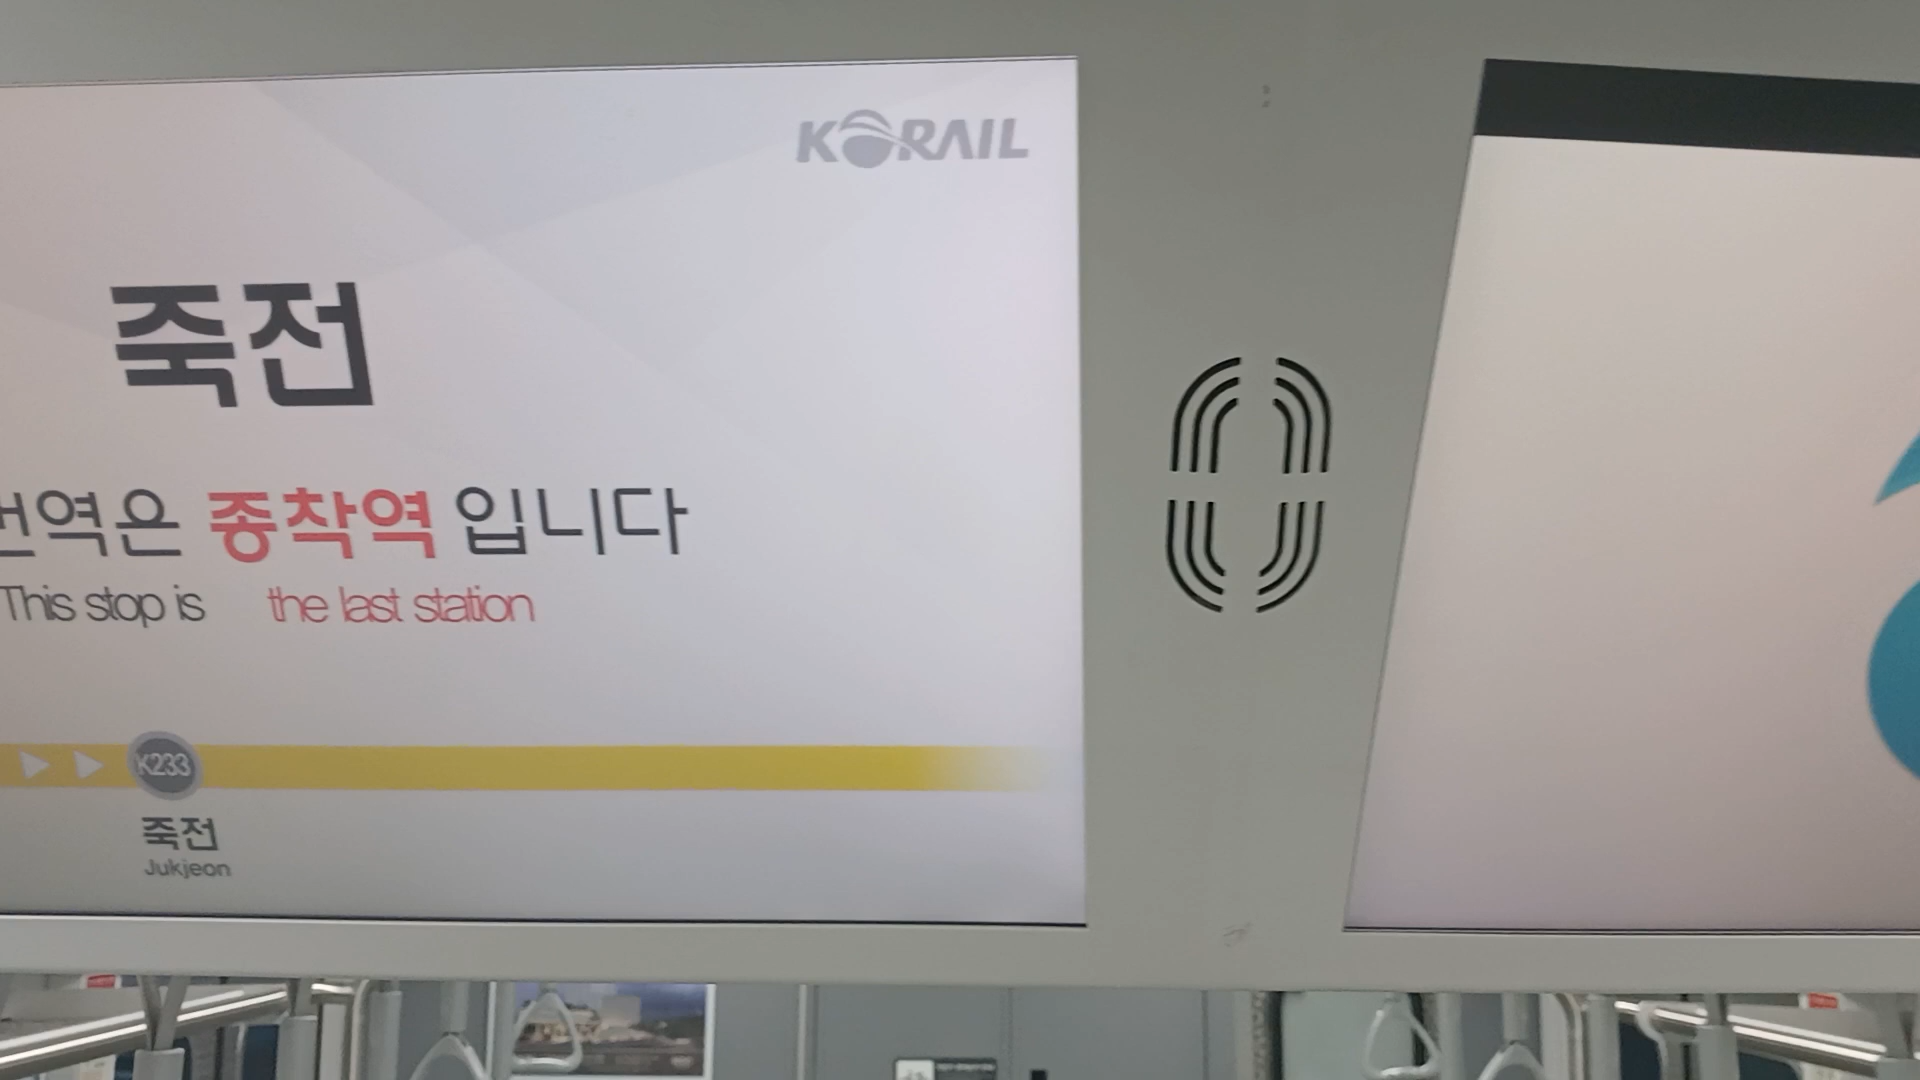 KORAIL
죽전
역은 종착역 입니다
This stop is the last station
K233
죽전
Jukjeon